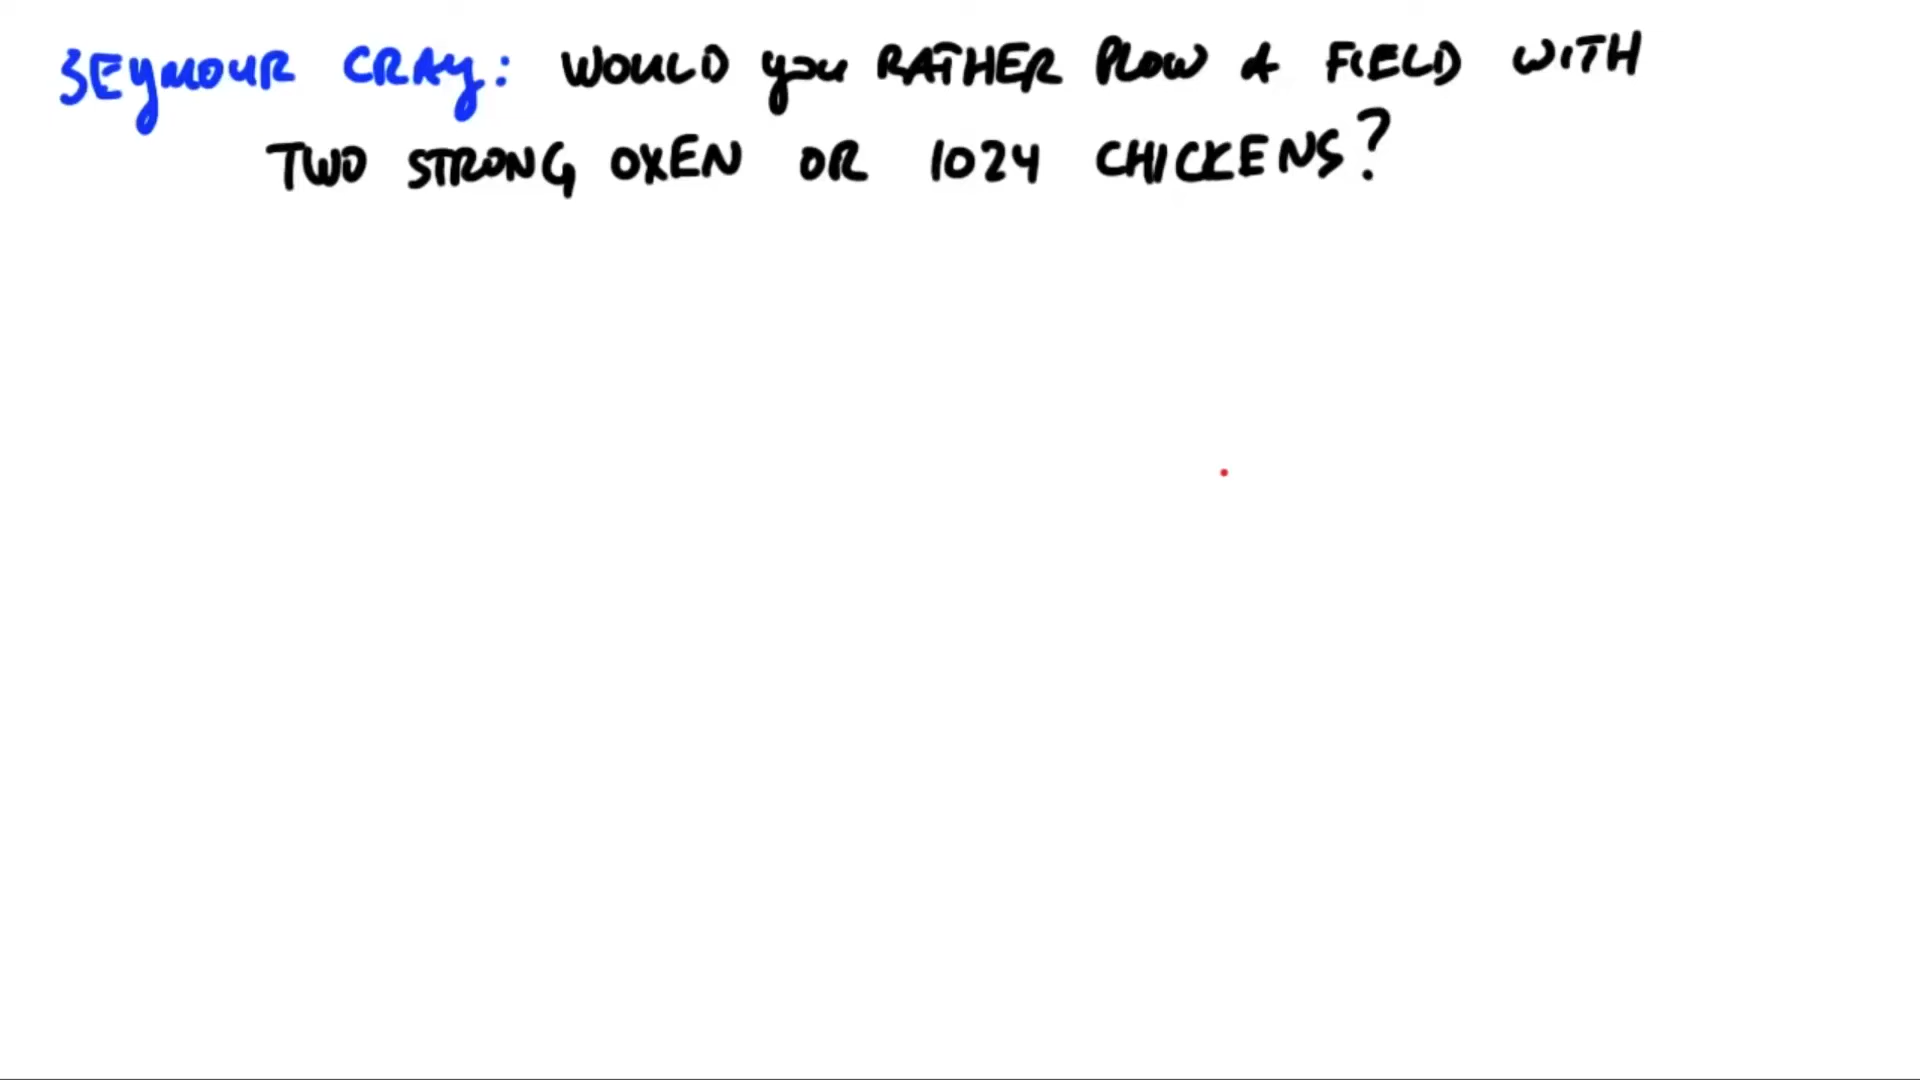 SEYMOUR CRAY: WOULD you RATHER PLOW A FIELD WITH
TWO STRONG OXEN OR 1024 CHICKENS?